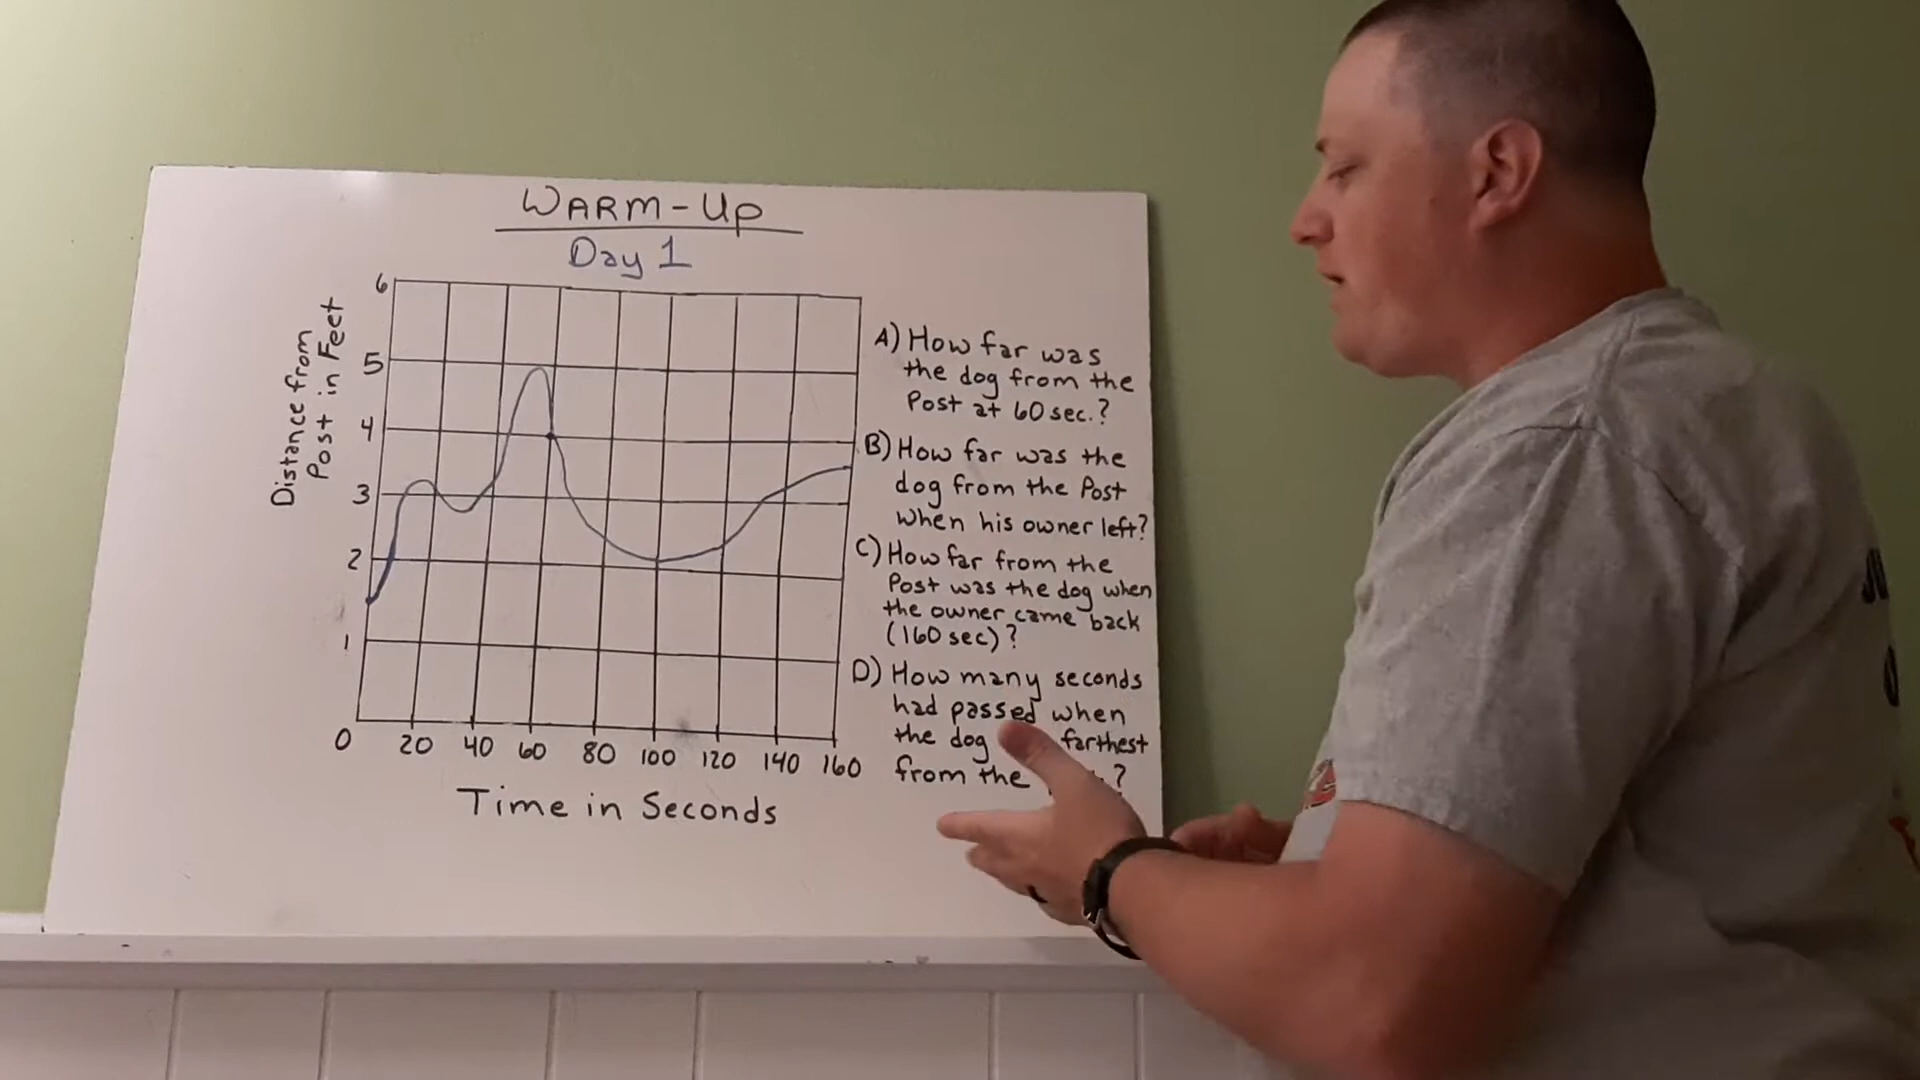 WARM-UP
Day 1
Distance from
Post in Feet
6
5
4
3
2
1
0
20 40 60 80 100 120 140 160
Time in Seconds
A) How far was
the dog from the
Post at 60 sec.?
B) How far was the
dog from the Post
when his owner left?
C) How far from the
Post was the dog when
the owner came back
(160 sec)?
D) How many seconds
had passed when
the dog farthest
from the ?